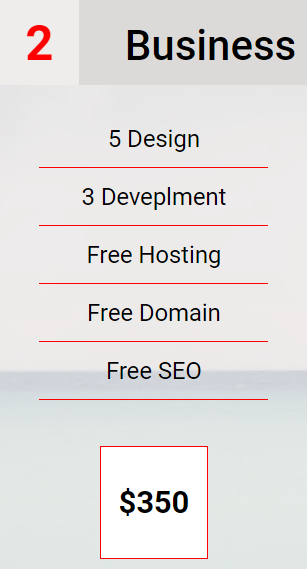 2 Business
5 Design
3 Deveplment
Free Hosting
Free Domain
Free SEO
$350